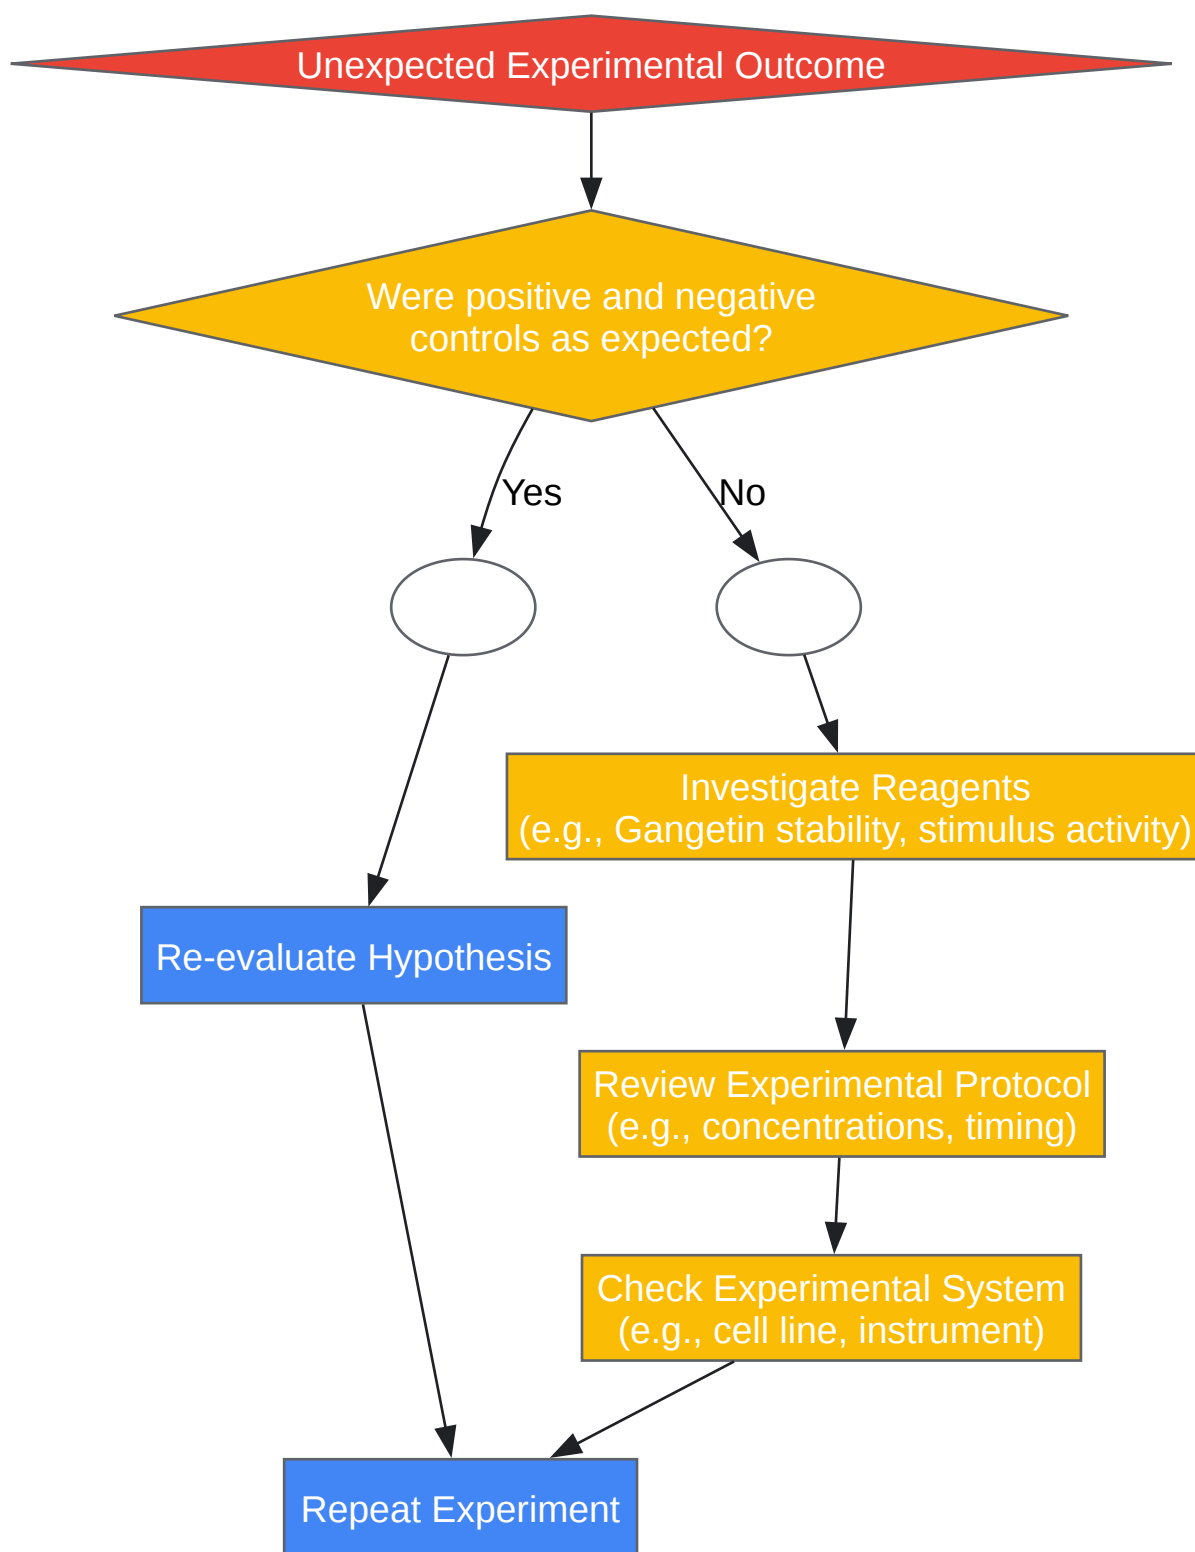 Unexpected Experimental Outcome
Were positive and negative
controls as expected?
Yes
No
Investigate Reagents
(e.g., Gangetin stability, stimulus activity)
Re-evaluate Hypothesis
Review Experimental Protocol
(e.g., concentrations, timing)
Check Experimental System
(e.g., cell line, instrument)
Repeat Experiment